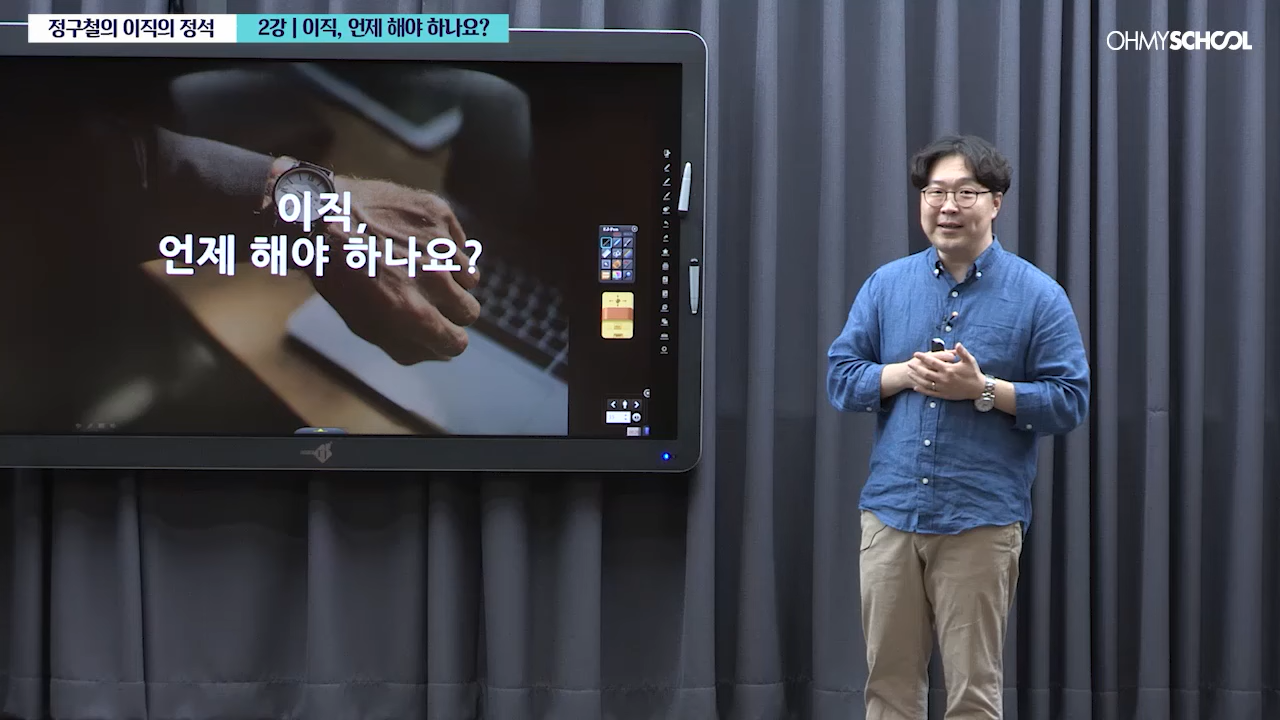 정구철의 이직의 정석
2강 | 이직, 언제 해야 하나요?
OHMYSCHOOL
이직,
언제 해야 하나요?